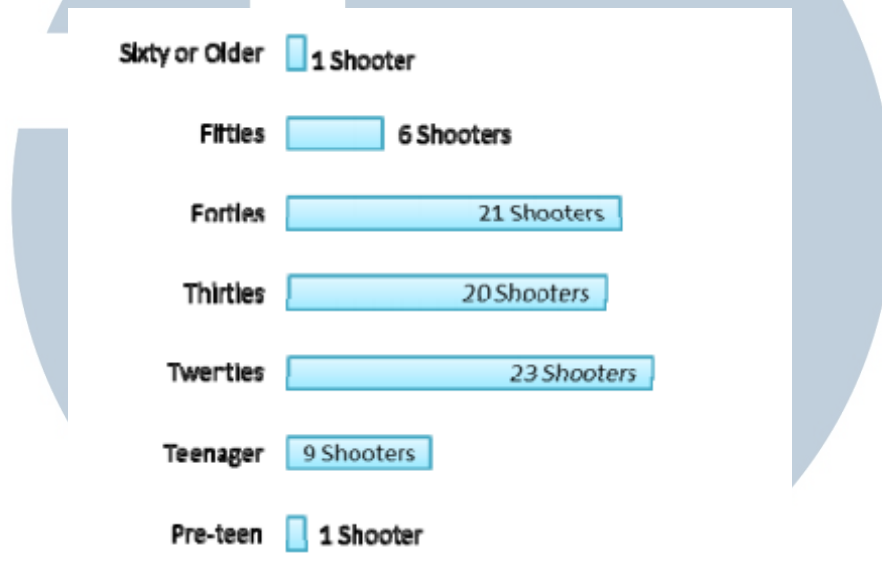 Sixty or Older 1 Shooter
Fifties 6 Shooters
Forties 21 Shooters
Thirties 20 Shooters
Twenties 23 Shooters
Teenager 9 Shooters
Pre-teen 1 Shooter